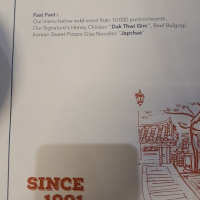 Fast Fact :
Our menu below sold more than 10.000 portion/month.
Our Signature's Honey Chicken "Dak Thwi Gim", Beef Bulgogi,
Korean Sweet Potato Glass Noodles "Japchae"
SINCE
1991